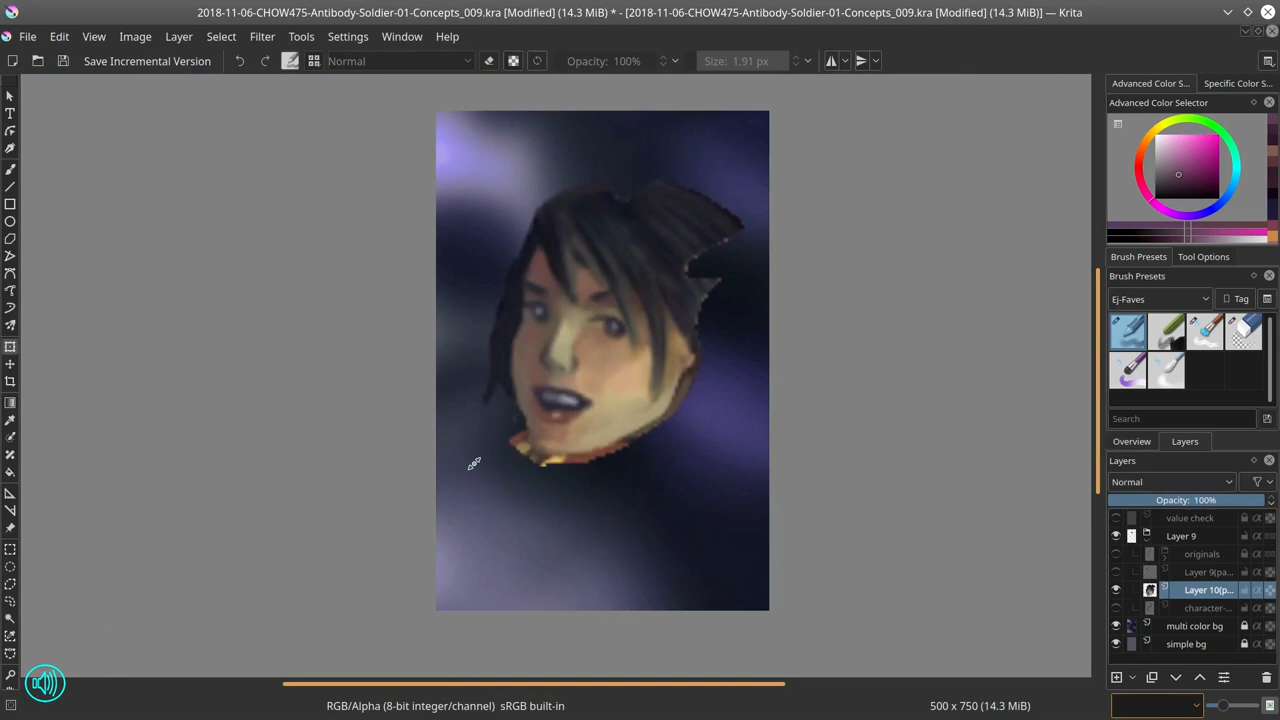 2018-11-06-CHOW475-Antibody-Soldier-01-Concepts_009.kra [Modified] (14.3 MiB) * - [2018-11-06-CHOW475-Antibody-Soldier-01-Concepts_009.kra [Modified] (14.3 MiB)] — Krita
File Edit View Image Layer Select Filter Tools Settings Window Help
Save Incremental Version Normal Opacity: 100% Size: 1.91 px
Advanced Color S... Specific Color S...
Advanced Color Selector
Brush Presets Tool Options
Brush Presets
Ej-Faves Tag
Search
Overview Layers
Layers
Normal
Opacity: 100%
value check
Layer 9
originals
Layer 9(pa...
Layer 10(p...
character-...
multi color bg
simple bg
RGB/Alpha (8-bit integer/channel) sRGB built-in 500 x 750 (14.3 MiB)